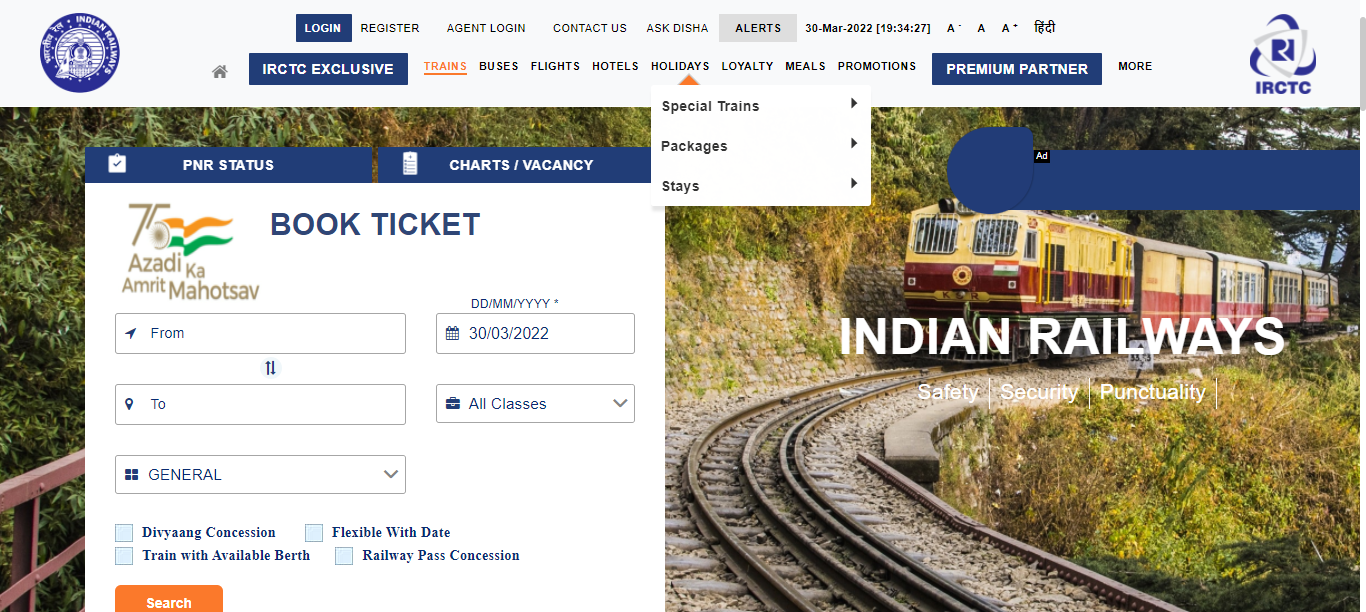 LOGIN REGISTER AGENT LOGIN CONTACT US ASK DISHA ALERTS 30-Mar-2022 [19:34:27] A- A A+ हिंदी
INDIAN RAILWAYS
भारतीय रेल
IRCTC EXCLUSIVE TRAINS BUSES FLIGHTS HOTELS HOLIDAYS LOYALTY MEALS PROMOTIONS PREMIUM PARTNER MORE
IRCTC
Special Trains
Packages
Stays
PNR STATUS CHARTS / VACANCY
Ad
75
Azadi Ka
Amrit Mahotsav
BOOK TICKET
DD/MM/YYYY *
From 30/03/2022
To All Classes
GENERAL
Divyaang Concession Flexible With Date
Train with Available Berth Railway Pass Concession
Search
INDIAN RAILWAYS
Safety Security Punctuality